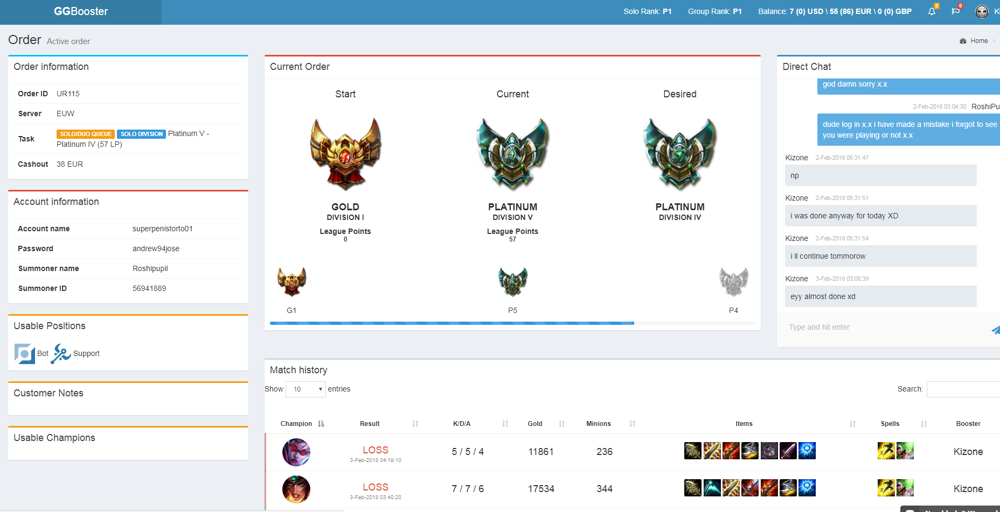 GGBooster
Solo Rank: P1 Group Rank: P1 Balance: 7 (0) USD \ 55 (86) EUR \ 0 (0) GBP 0 0
Order Active order
Home >
Order information
Order ID UR115
Server EUW
Task SOLO/DUO QUEUE SOLO DIVISION Platinum V -
Platinum IV (57 LP)
Cashout 38 EUR
Account information
Account name superpenistorto01
Password andrew94jose
Summoner name Roshipupil
Summoner ID 56941889
Usable Positions
Bot Support
Customer Notes
Usable Champions
Current Order
Start Current Desired
GOLD PLATINUM PLATINUM
DIVISION I DIVISION V DIVISION IV
League Points League Points
0 57
G1 P5 P4
Direct Chat
god damn sorry x.x
2-Feb-2018 03:04:30 RoshiPu
dude log in x.x i have made a mistake i forgot to see
you were playing or not x.x
Kizone 2-Feb-2018 05:31:47
np
Kizone 2-Feb-2018 05:31:51
i was done anyway for today XD
Kizone 2-Feb-2018 05:31:54
i ll continue tommorow
Kizone 3-Feb-2018 03:08:39
eyy almost done xd
Type and hit enter
Match history
Show 10 entries
Search:
Champion Result K/D/A Gold Minions Items Spells Booster
LOSS 5 / 5 / 4 11861 236 Kizone
3-Feb-2018 04:19:10
LOSS 7 / 7 / 6 17534 344 Kizone
3-Feb-2018 03:40:20